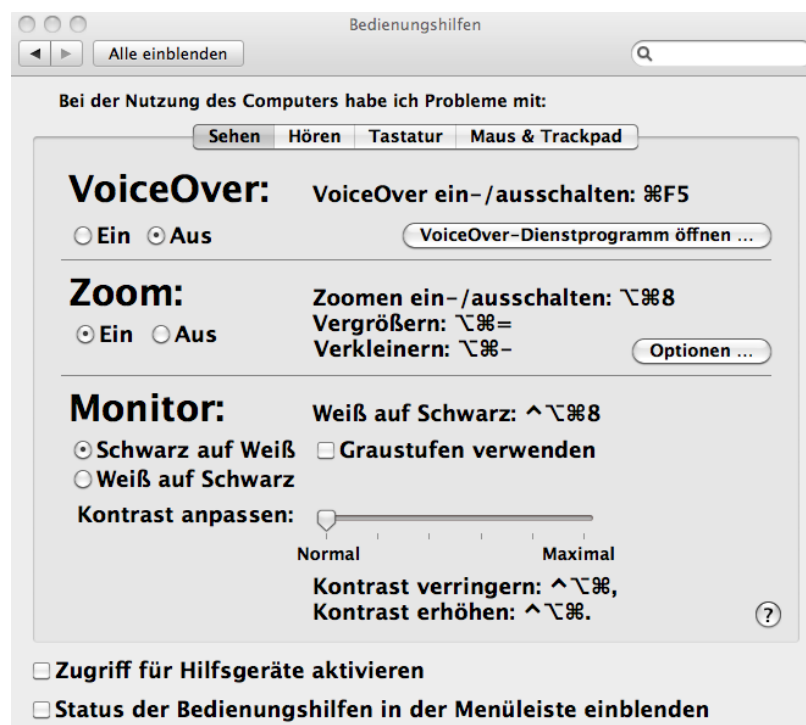 Bedienungshilfen
Alle einblenden
Bei der Nutzung des Computers habe ich Probleme mit:
Sehen Hören Tastatur Maus & Trackpad
VoiceOver: VoiceOver ein-/ausschalten: ⌘F5
Ein Aus VoiceOver-Dienstprogramm öffnen ...
Zoom: Zoomen ein-/ausschalten: ⌥⌘8
Ein Aus Vergrößern: ⌥⌘=
Verkleinern: ⌥⌘- Optionen ...
Monitor: Weiß auf Schwarz: ^⌥⌘8
Schwarz auf Weiß Graustufen verwenden
Weiß auf Schwarz
Kontrast anpassen:
Normal Maximal
Kontrast verringern: ^⌥⌘,
Kontrast erhöhen: ^⌥⌘.
?
Zugriff für Hilfsgeräte aktivieren
Status der Bedienungshilfen in der Menüleiste einblenden